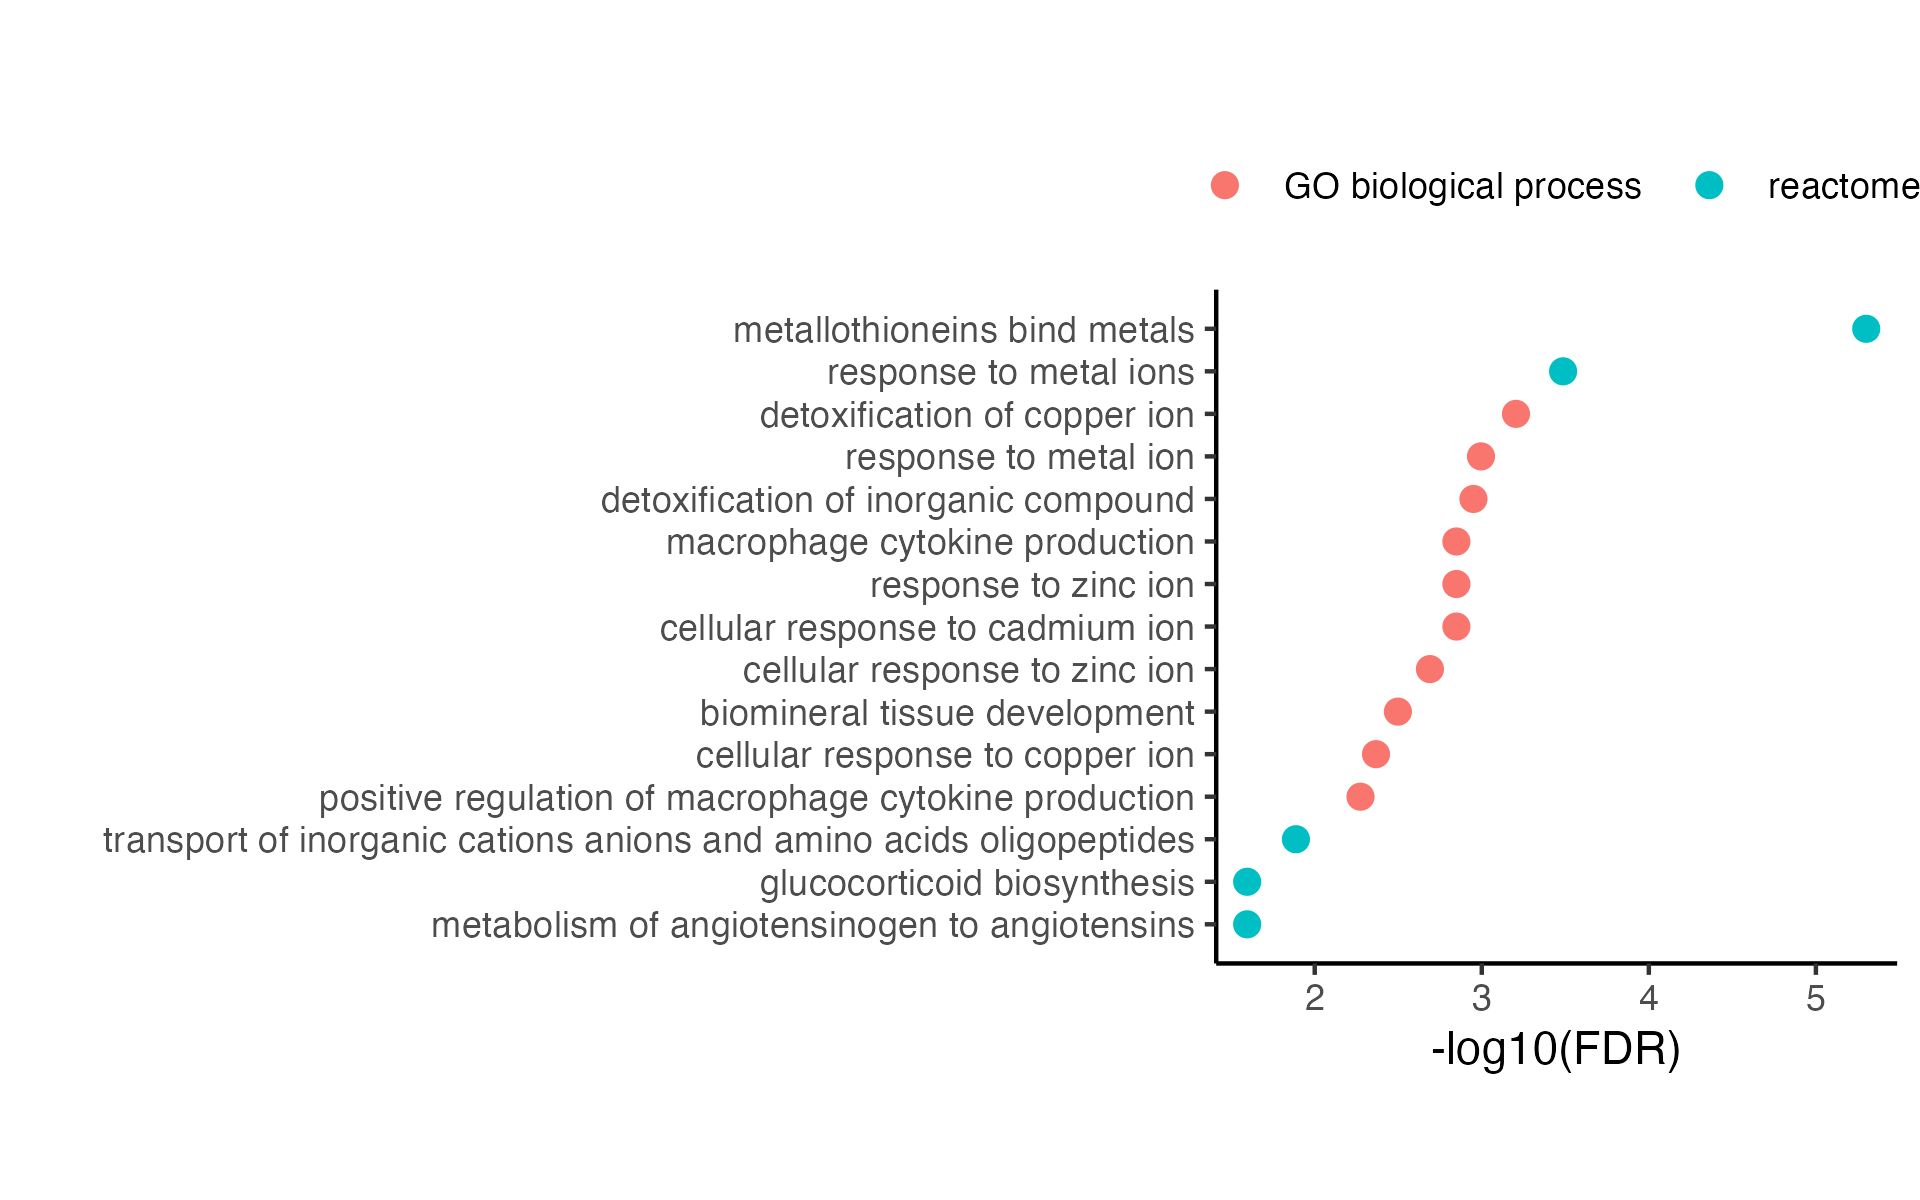 GO biological process reactome
metallothioneins bind metals
response to metal ions
detoxification of copper ion
response to metal ion
detoxification of inorganic compound
macrophage cytokine production
response to zinc ion
cellular response to cadmium ion
cellular response to zinc ion
biomineral tissue development
cellular response to copper ion
positive regulation of macrophage cytokine production
transport of inorganic cations anions and amino acids oligopeptides
glucocorticoid biosynthesis
metabolism of angiotensinogen to angiotensins
2 3 4 5
-log10(FDR)